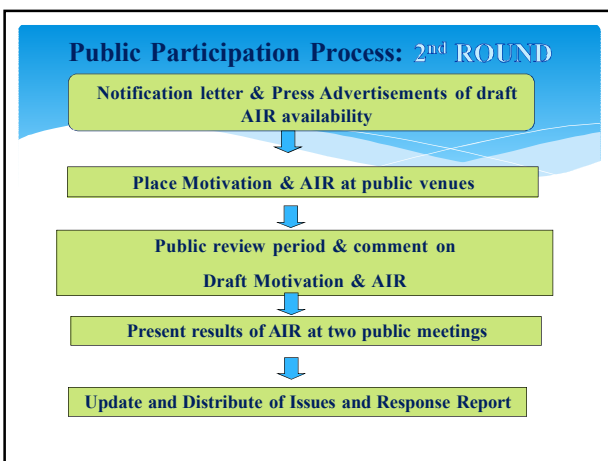 Public Participation Process: 2nd ROUND
Notification letter & Press Advertisements of draft
AIR availability
Place Motivation & AIR at public venues
Public review period & comment on
Draft Motivation & AIR
Present results of AIR at two public meetings
Update and Distribute of Issues and Response Report